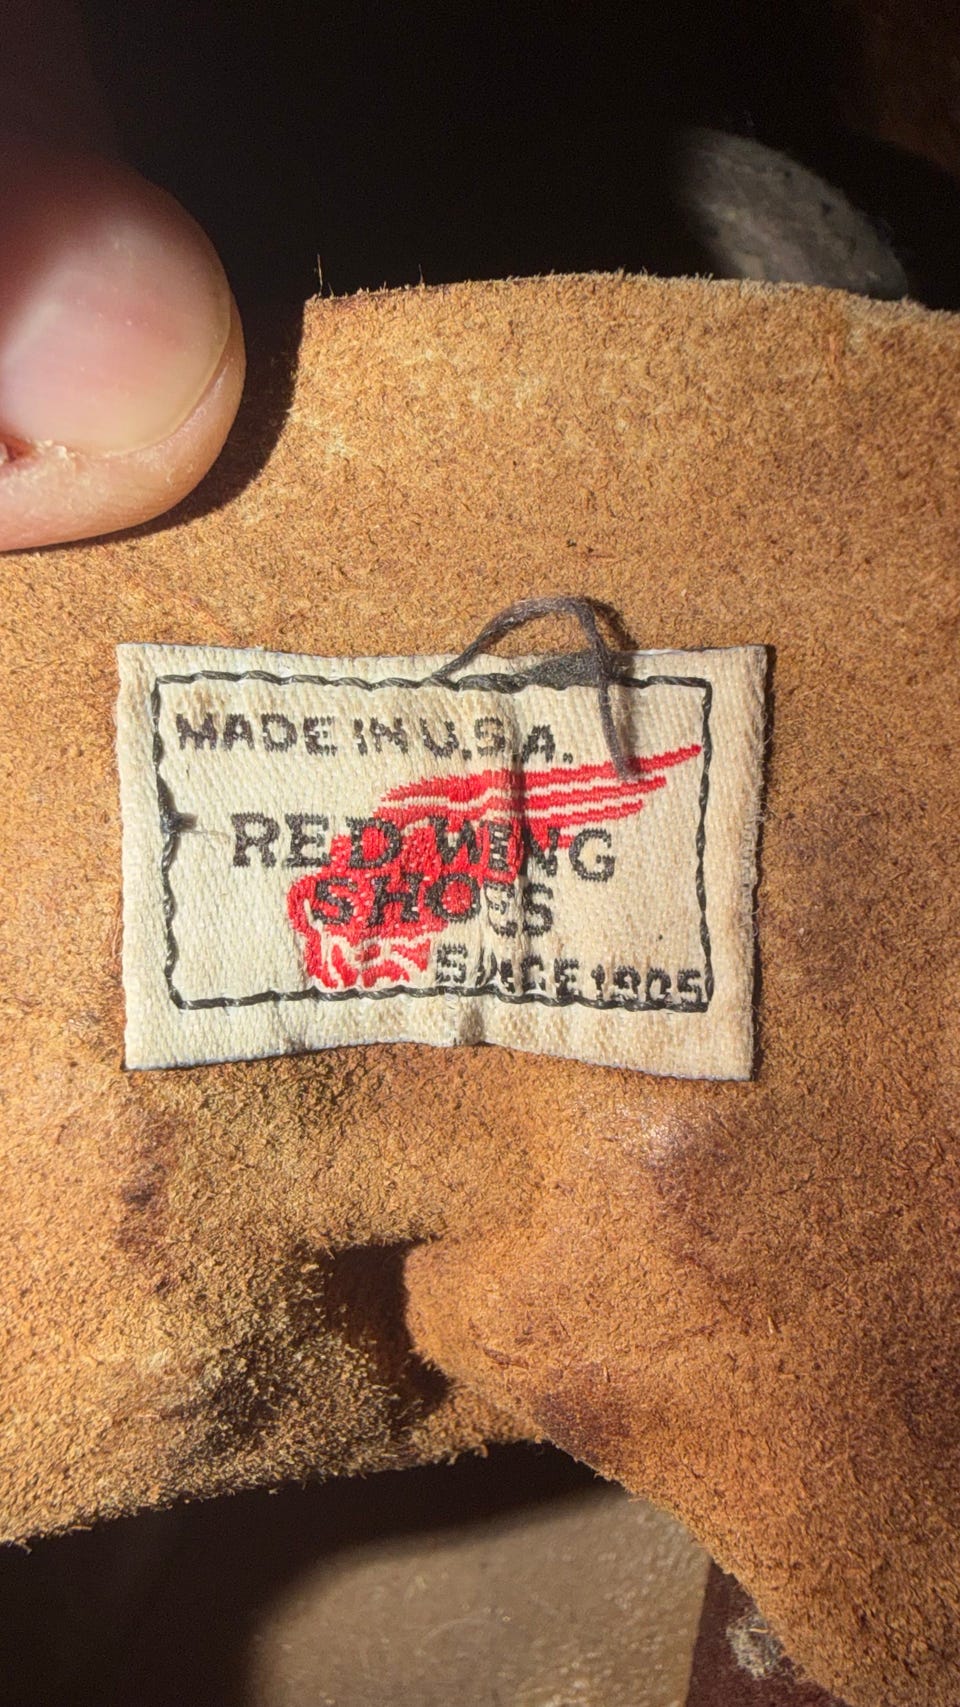 MADE IN U.S.A.
RED WING
SHOES
SINCE 1905